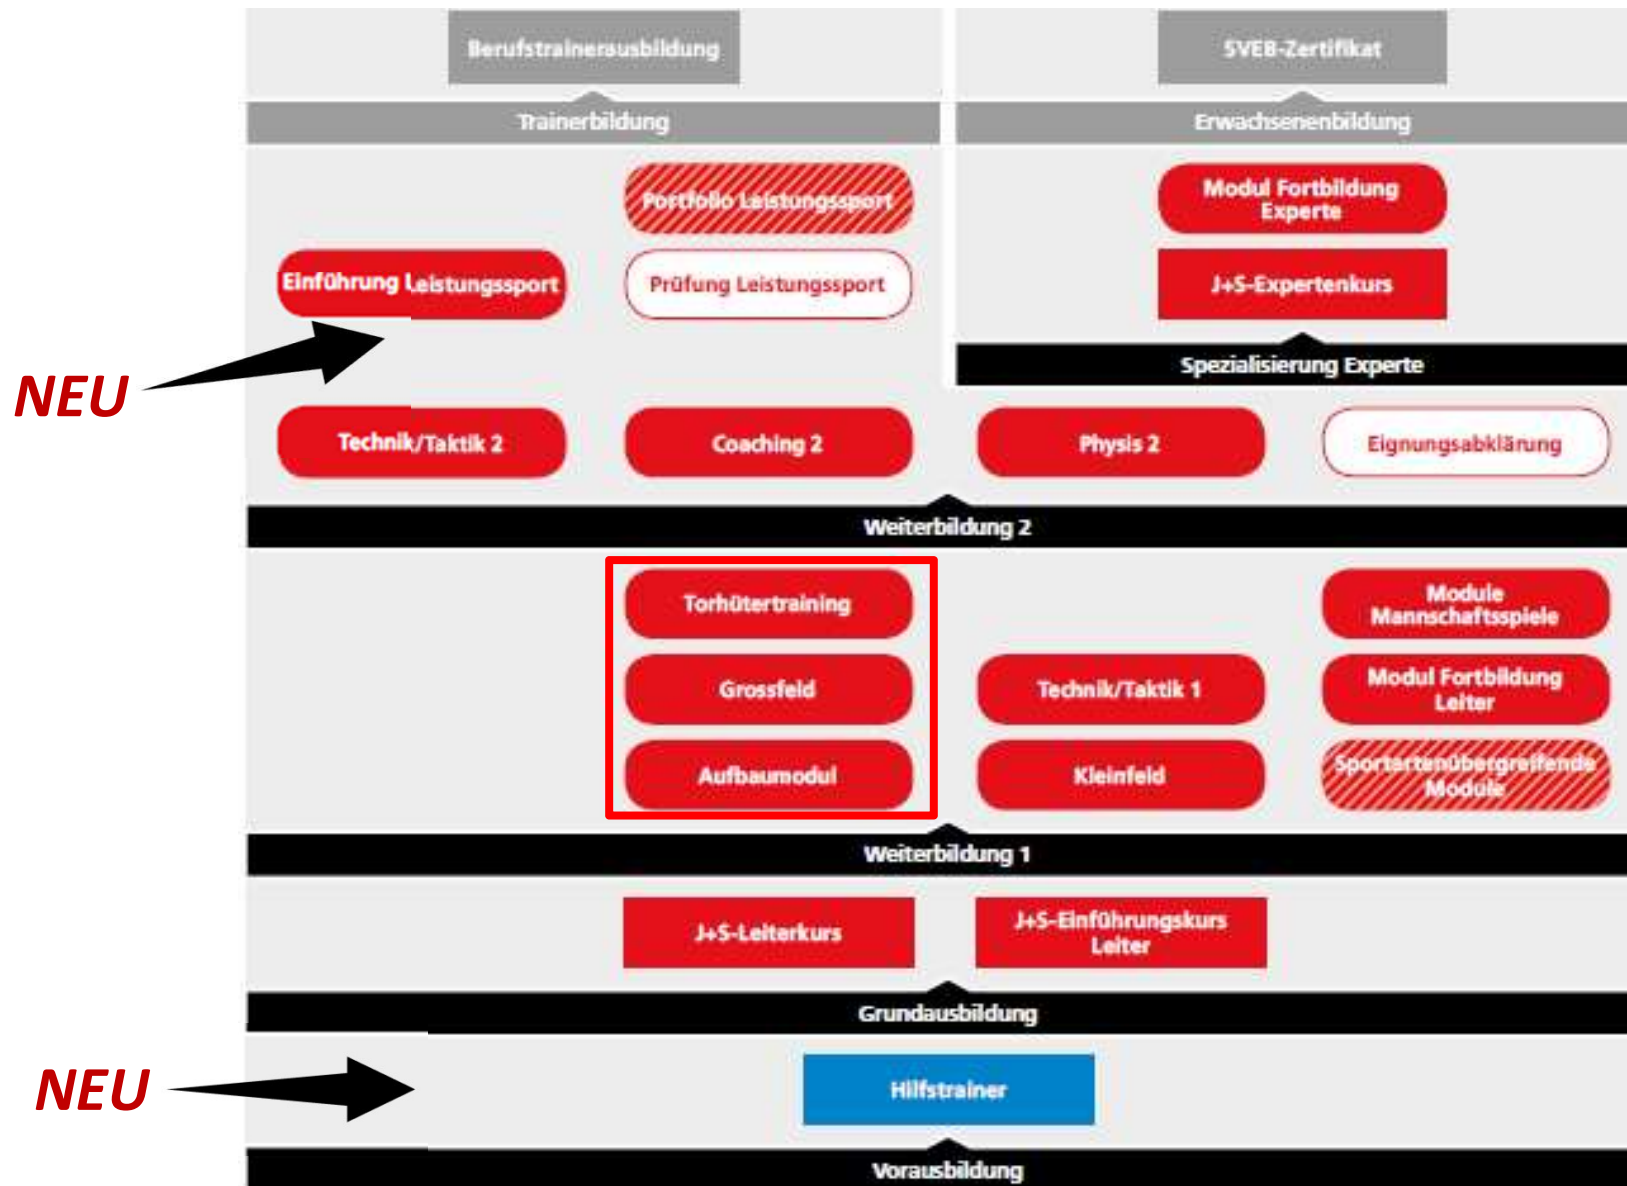 Berufstrainerausbildung
SVEB-Zertifikat
Trainerbildung
Erwachsenenbildung
Portfolio Leistungssport
Modul Fortbildung
Experte
Einführung Leistungssport
Prüfung Leistungssport
J+S-Expertenkurs
NEU
Spezialisierung Experte
Technik/Taktik 2
Coaching 2
Physis 2
Eignungsabklärung
Weiterbildung 2
Torhütertraining
Module
Mannschaftsspiele
Grossfeld
Technik/Taktik 1
Modul Fortbildung
Leiter
Aufbaumodul
Kleinfeld
Sportartenübergreifende
Module
Weiterbildung 1
J+S-Leiterkurs
J+S-Einführungskurs
Leiter
Grundausbildung
NEU
Hilfstrainer
Vorausbildung